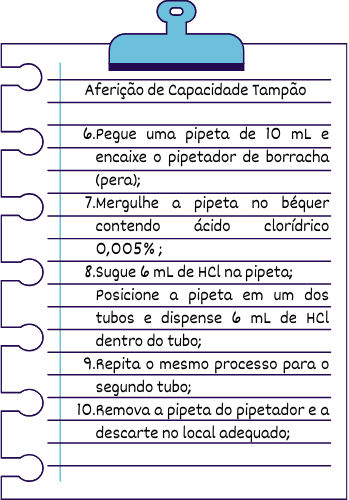 Aferição de Capacidade Tampão
6.Pegue uma pipeta de 10 mL e
encaixe o pipetador de borracha
(pera);
7.Mergulhe a pipeta no béquer
contendo ácido clorídrico
0,005% ;
8.Sugue 6 mL de HCl na pipeta;
Posicione a pipeta em um dos
tubos e dispense 6 mL de HCl
dentro do tubo;
9.Repita o mesmo processo para o
segundo tubo;
10.Remova a pipeta do pipetador e a
descarte no local adequado;